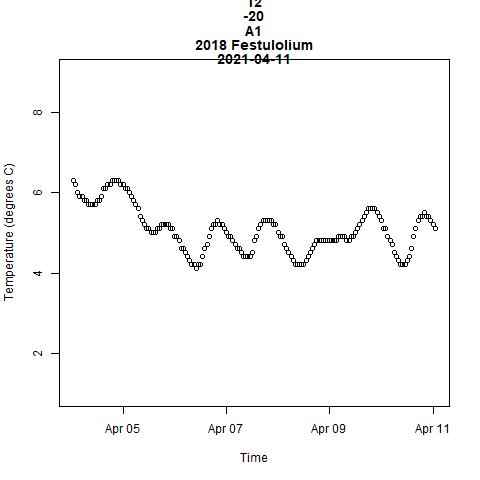 12
-20
A1
2018 Festulolium
2021-04-11
Temperature (degrees C)
8
6
4
2
Apr 05 Apr 07 Apr 09 Apr 11
Time